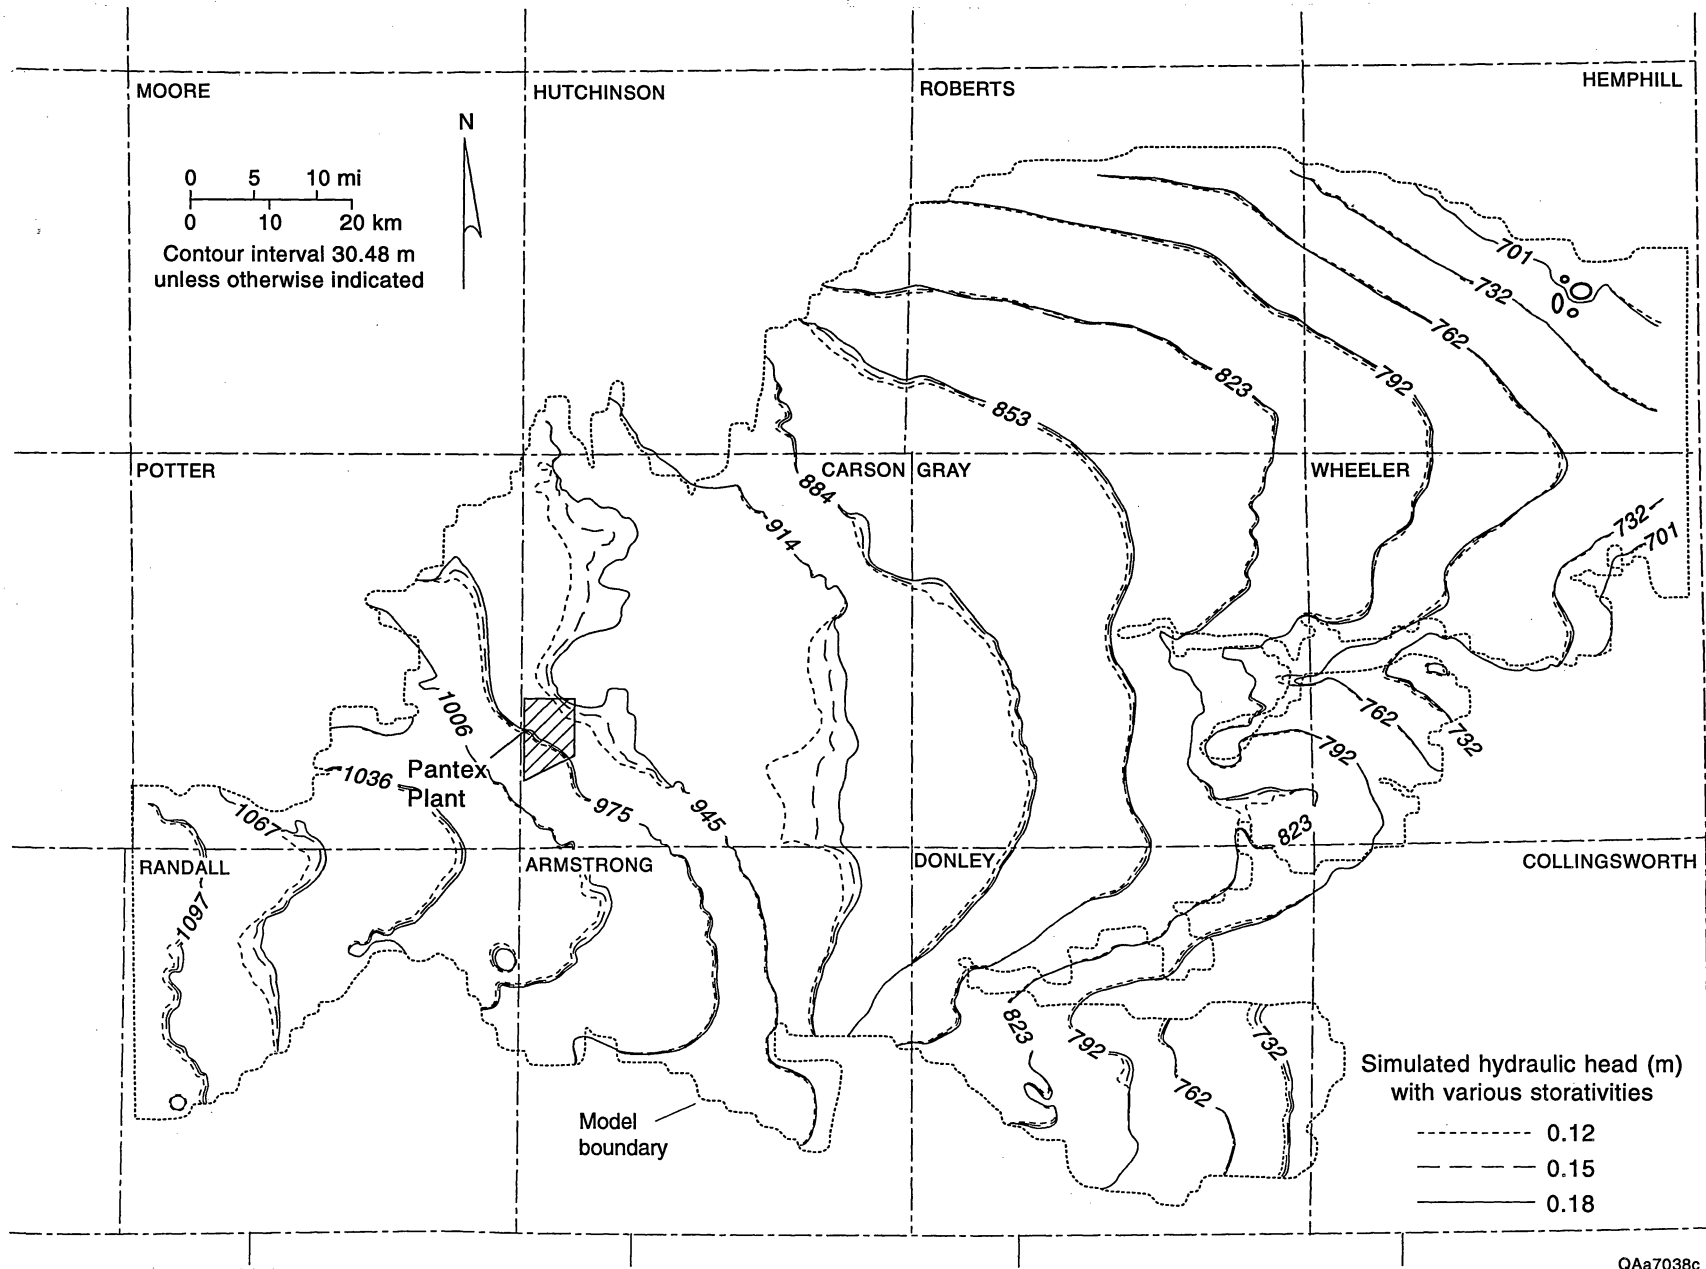 MOORE
HUTCHINSON
ROBERTS
HEMPHILL
N
0 5 10 mi
0 10 20 km
Contour interval 30.48 m
unless otherwise indicated
701
732
762
792
823
853
POTTER
CARSON
GRAY
WHEELER
884
914
732
701
1006
762
732
792
Pantex
Plant
1036
975
945
1067
823
RANDALL
ARMSTRONG
DONLEY
COLLINGSWORTH
1097
823
792
732
762
Model
boundary
Simulated hydraulic head (m)
with various storativities
0.12
0.15
0.18
QAa7038c